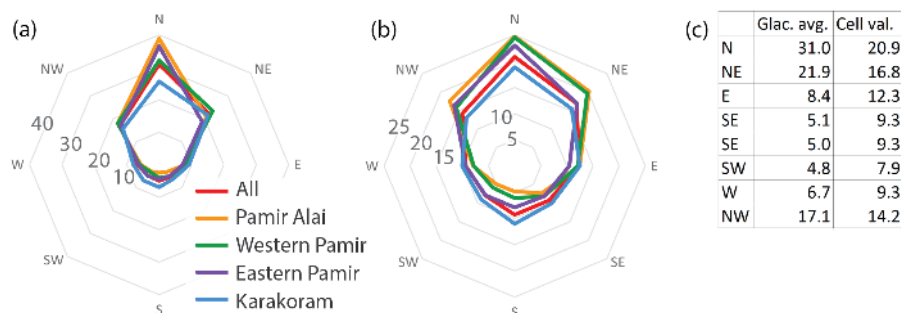 (a)
N
NW
NE
40
30
20
10
W
E
SW
S
All
Pamir Alai
Western Pamir
Eastern Pamir
Karakoram
(b)
N
NW
NE
25
20
15
10
5
W
E
SW
SE
S
(c)
Glac. avg. Cell val.
N 31.0 20.9
NE 21.9 16.8
E 8.4 12.3
SE 5.1 9.3
SE 5.0 9.3
SW 4.8 7.9
W 6.7 9.3
NW 17.1 14.2